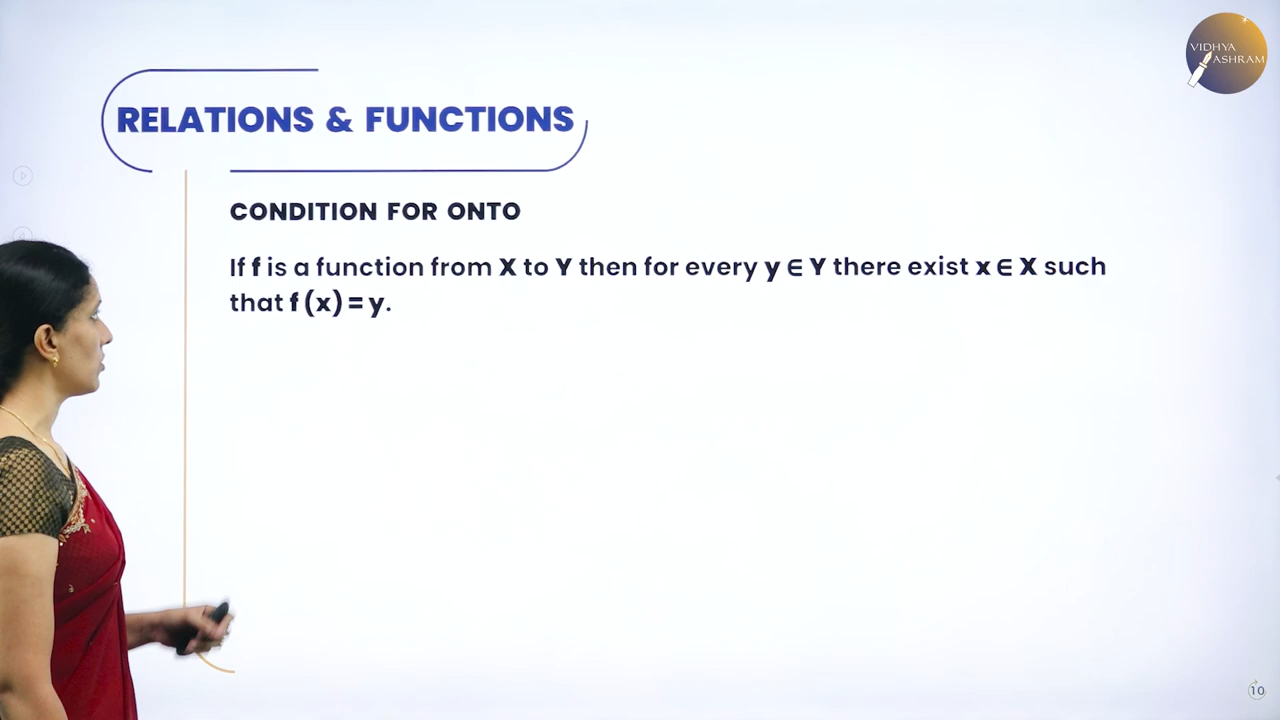 VIDHYA
ASHRAM
RELATIONS & FUNCTIONS
CONDITION FOR ONTO
If f is a function from X to Y then for every y ∈ Y there exist x ∈ X such
that f (x) = y.
10